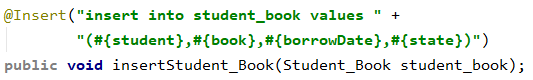 @Insert("insert into student_book values " +
"(#{student},#{book},#{borrowDate},#{state})")
public void insertStudent_Book(Student_Book student_book);